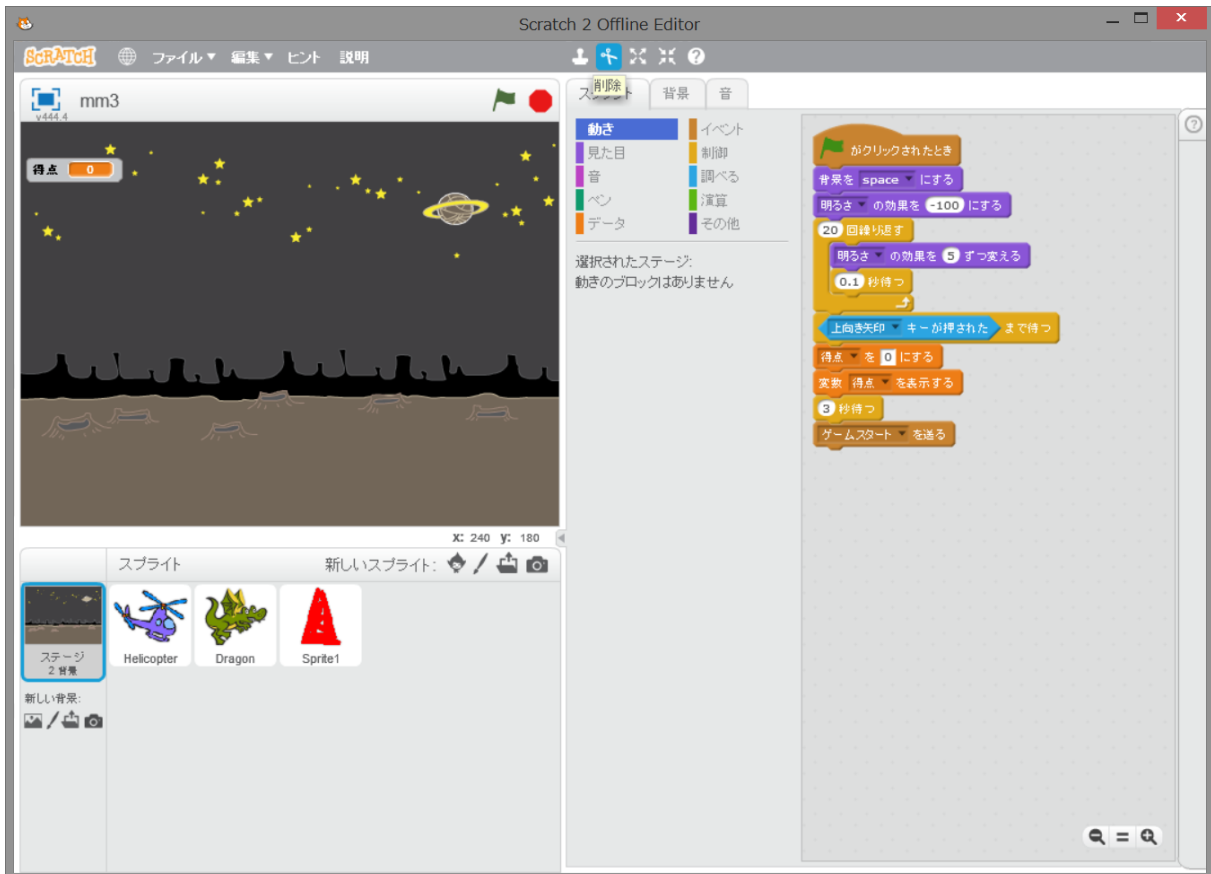 Scratch 2 Offline Editor
SCRATCH ファイル▼ 編集▼ ヒント 説明
mm3
v444.4
得点 0
X: 240 y: 180
スプライト 新しいスプライト:
ステージ
2 背景
Helicopter Dragon Sprite1
新しい背景:
削除
背景 音
動き イベント
見た目 制御
音 調べる
ペン 演算
データ その他
選択されたステージ:
動きのブロックはありません
がクリックされたとき
背景を space にする
明るさ の効果を -100 にする
20 回繰り返す
明るさ の効果を 5 ずつ変える
0.1 秒待つ
上向き矢印 キーが押された まで待つ
得点 を 0 にする
変数 得点 を表示する
3 秒待つ
ゲームスタート を送る